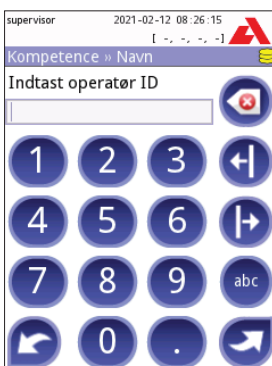 supervisor 2021-02-12 08:26:15
[ -, -, -, -]
Kompetence » Navn
Indtast operatør ID
1 2 3
4 5 6
7 8 9 abc
0 .